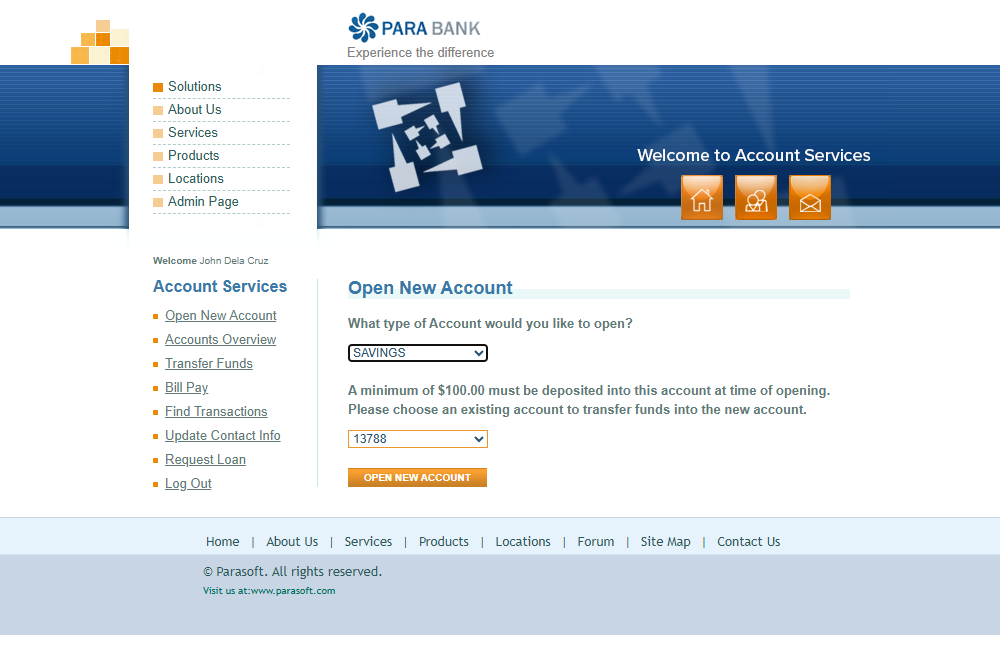 PARA BANK
Experience the difference
Solutions
About Us
Services
Products
Locations
Admin Page
Welcome to Account Services
Welcome John Dela Cruz
Account Services
Open New Account
Accounts Overview
Transfer Funds
Bill Pay
Find Transactions
Update Contact Info
Request Loan
Log Out
Open New Account
What type of Account would you like to open?
SAVINGS
A minimum of $100.00 must be deposited into this account at time of opening.
Please choose an existing account to transfer funds into the new account.
13788
OPEN NEW ACCOUNT
Home | About Us | Services | Products | Locations | Forum | Site Map | Contact Us
© Parasoft. All rights reserved.
Visit us at:www.parasoft.com